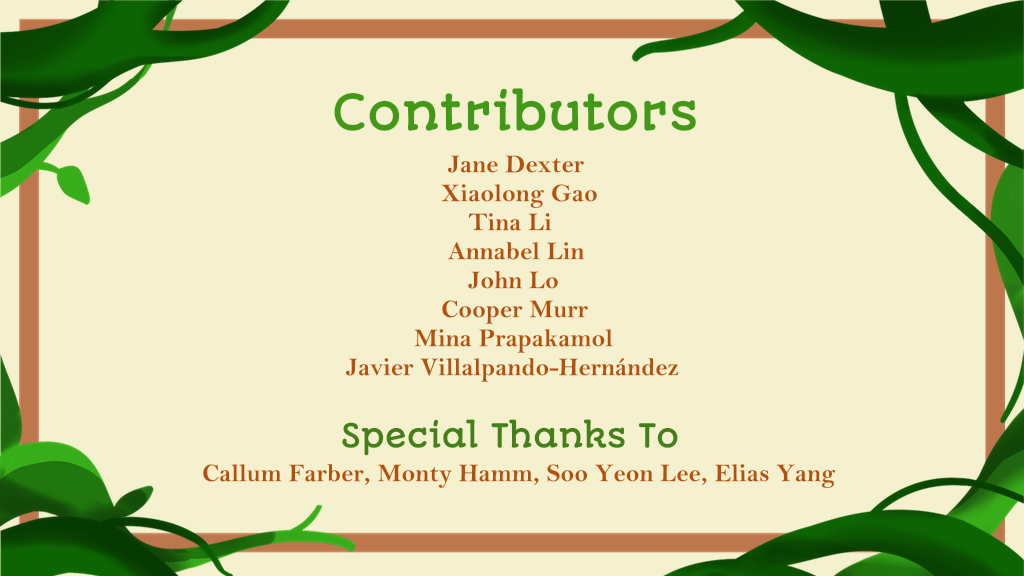 Contributors
Jane Dexter
Xiaolong Gao
Tina Li
Annabel Lin
John Lo
Cooper Murr
Mina Prapakamol
Javier Villalpando-Hernández
Special Thanks To
Callum Farber, Monty Hamm, Soo Yeon Lee, Elias Yang